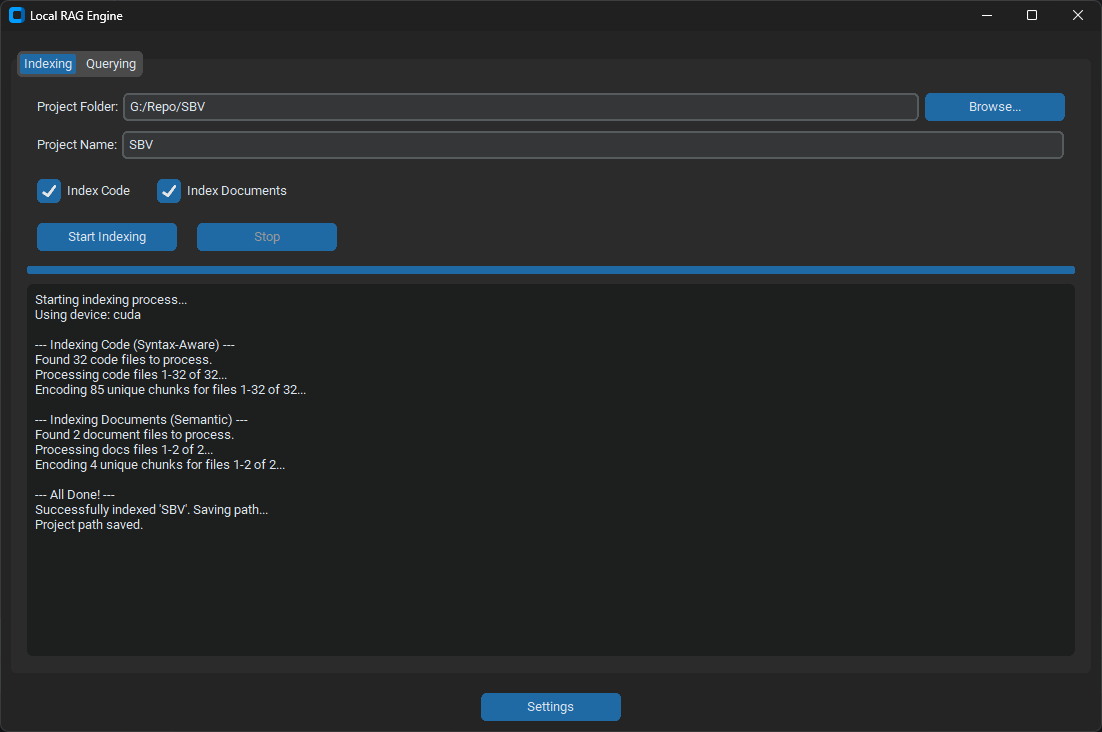 Local RAG Engine
Indexing Querying
Project Folder: G:/Repo/SBV Browse...
Project Name: SBV
Index Code Index Documents
Start Indexing Stop
Starting indexing process...
Using device: cuda
--- Indexing Code (Syntax-Aware) ---
Found 32 code files to process.
Processing code files 1-32 of 32...
Encoding 85 unique chunks for files 1-32 of 32...
--- Indexing Documents (Semantic) ---
Found 2 document files to process.
Processing docs files 1-2 of 2...
Encoding 4 unique chunks for files 1-2 of 2...
--- All Done! ---
Successfully indexed 'SBV'. Saving path...
Project path saved.
Settings